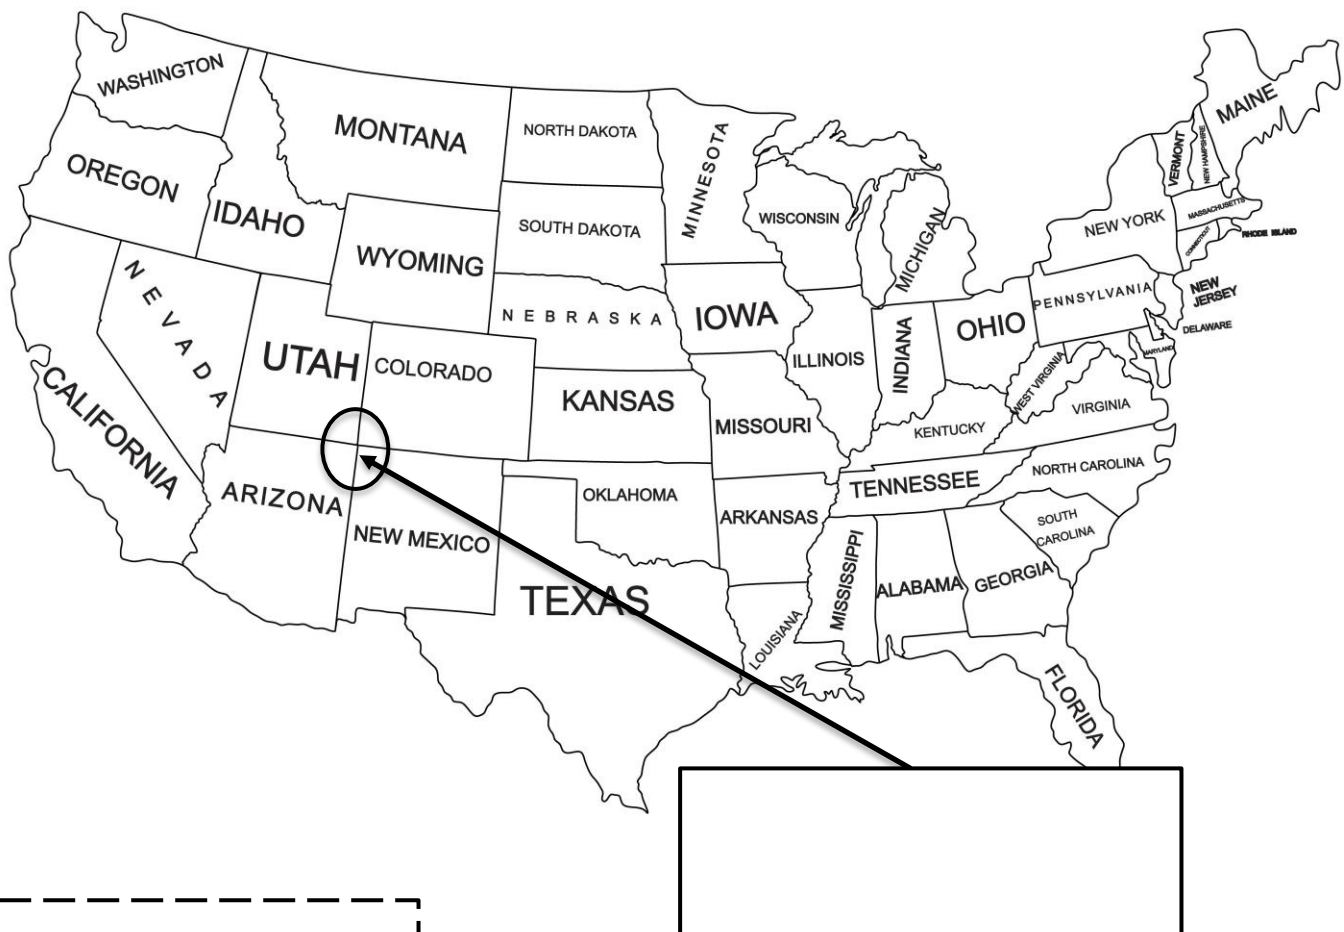 WASHINGTON
MONTANA
NORTH DAKOTA
MINNESOTA
MAINE
VERMONT
NEW HAMPSHIRE
OREGON
IDAHO
SOUTH DAKOTA
WISCONSIN
MICHIGAN
NEW YORK
MASSACHUSETTS
CONNECTICUT
RHODE ISLAND
WYOMING
NEVADA
NEBRASKA
IOWA
PENNSYLVANIA
NEW
JERSEY
OHIO
DELAWARE
MARYLAND
UTAH
COLORADO
ILLINOIS
INDIANA
WEST VIRGINIA
CALIFORNIA
KANSAS
MISSOURI
KENTUCKY
VIRGINIA
ARIZONA
NEW MEXICO
OKLAHOMA
ARKANSAS
TENNESSEE
NORTH CAROLINA
SOUTH
CAROLINA
TEXAS
LOUISIANA
MISSISSIPPI
ALABAMA
GEORGIA
FLORIDA